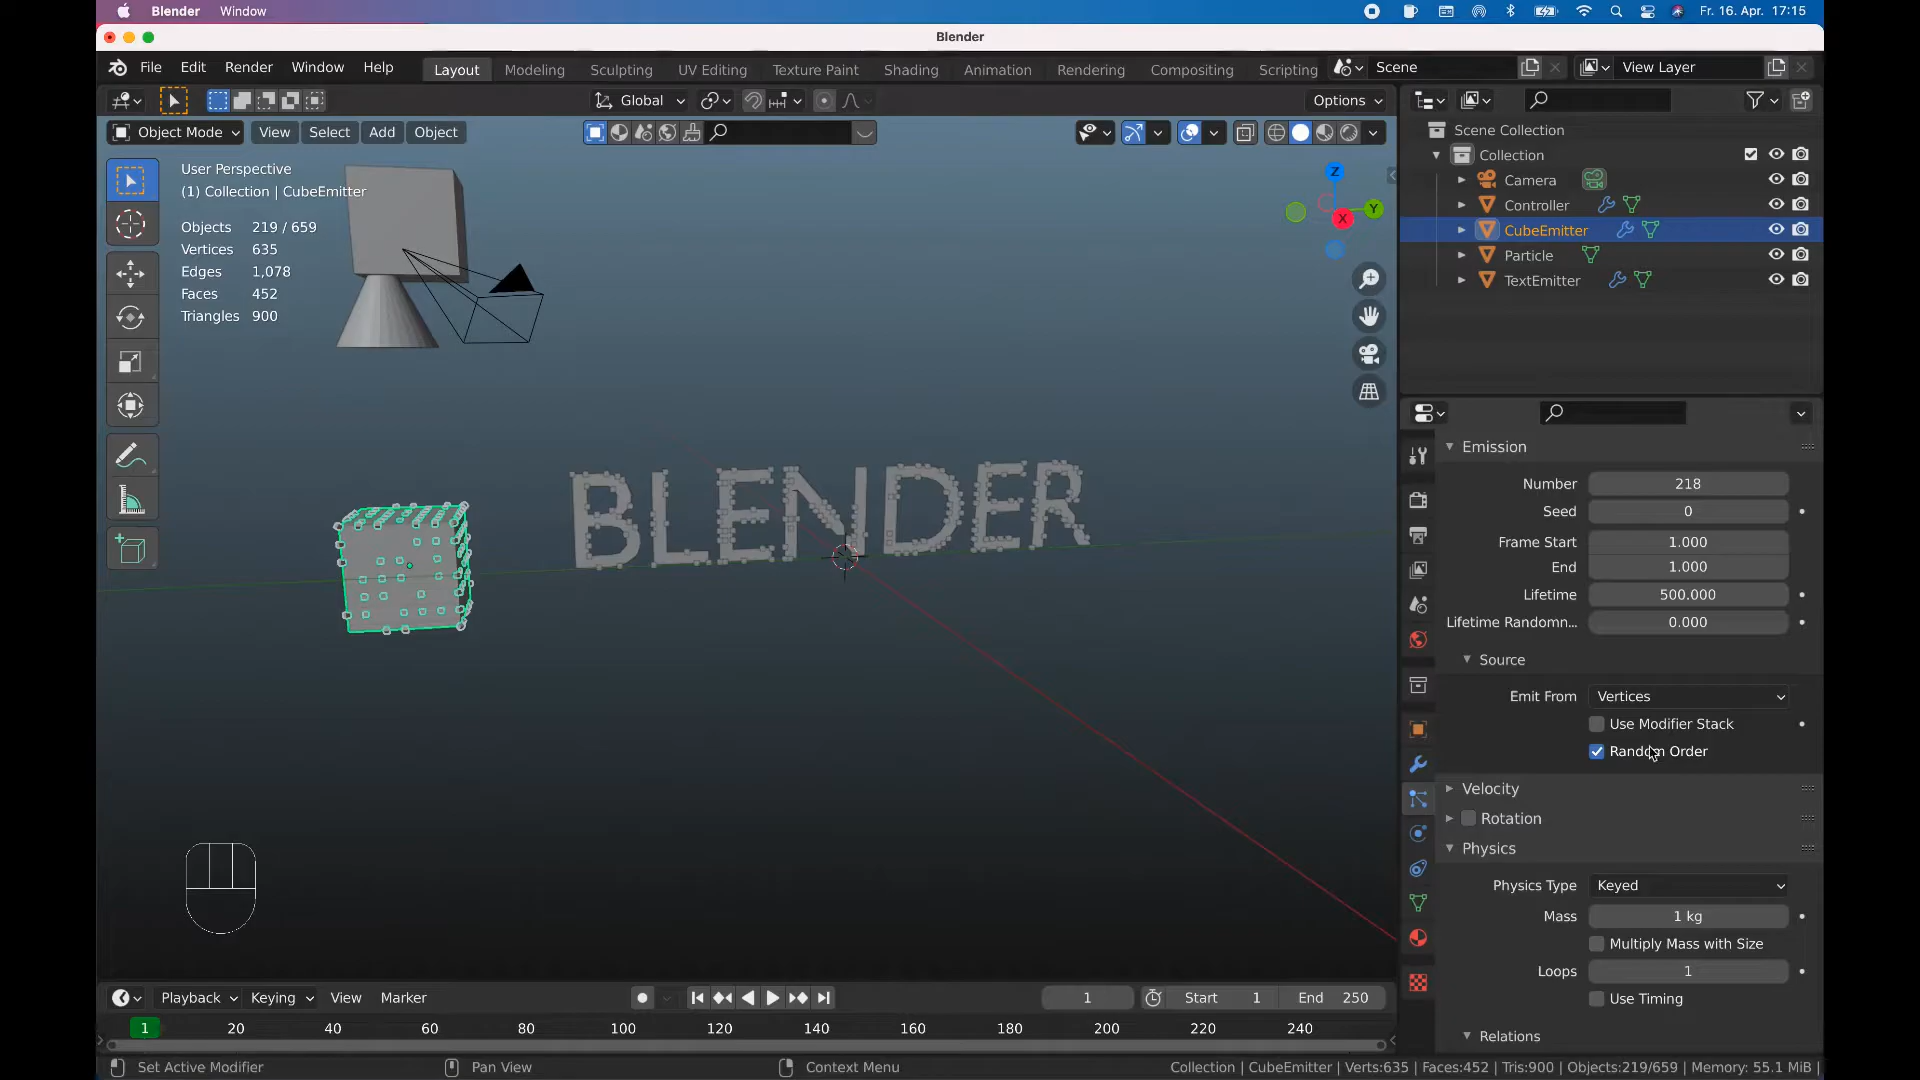 Blender Window Fr. 16. Apr. 17:15
Blender
File Edit Render Window Help Layout Modeling Sculpting UV Editing Texture Paint Shading Animation Rendering Compositing Scripting Scene View Layer
Global Options
Object Mode View Select Add Object
User Perspective
(1) Collection | CubeEmitter
Objects 219 / 659
Vertices 635
Edges 1,078
Faces 452
Triangles 900
Z
Y
X
BLENDER
Scene Collection
Collection
Camera
Controller
CubeEmitter
Particle
TextEmitter
Emission
Number 218
Seed 0
Frame Start 1.000
End 1.000
Lifetime 500.000
Lifetime Randomn... 0.000
Source
Emit From Vertices
Use Modifier Stack
Random Order
Velocity
Rotation
Physics
Physics Type Keyed
Mass 1 kg
Multiply Mass with Size
Loops 1
Use Timing
Relations
Playback Keying View Marker 1 Start 1 End 250
1 20 40 60 80 100 120 140 160 180 200 220 240
Set Active Modifier Pan View Context Menu Collection | CubeEmitter | Verts:635 | Faces:452 | Tris:900 | Objects:219/659 | Memory: 55.1 MiB |